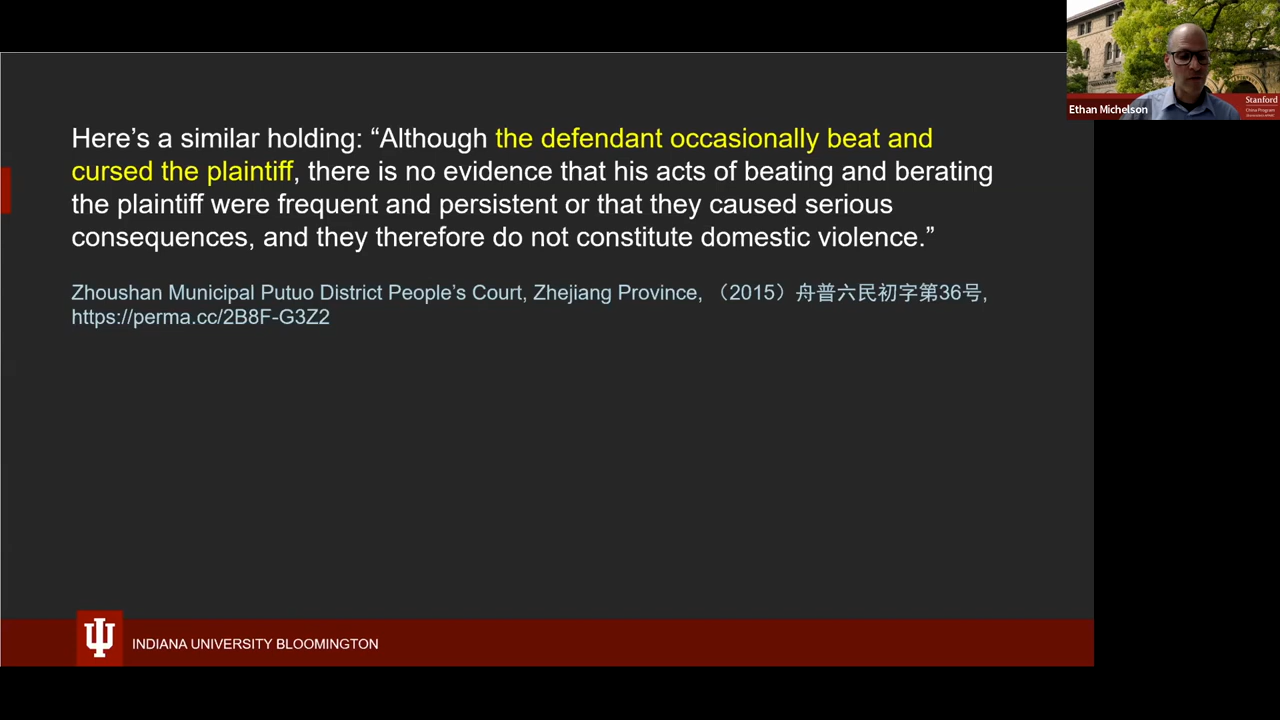 Here’s a similar holding: “Although the defendant occasionally beat and
cursed the plaintiff, there is no evidence that his acts of beating and berating
the plaintiff were frequent and persistent or that they caused serious
consequences, and they therefore do not constitute domestic violence.”
Zhoushan Municipal Putuo District People’s Court, Zhejiang Province, （2015）舟普六民初字第36号,
https://perma.cc/2B8F-G3Z2
INDIANA UNIVERSITY BLOOMINGTON
Ethan Michelson
Stanford
China Program